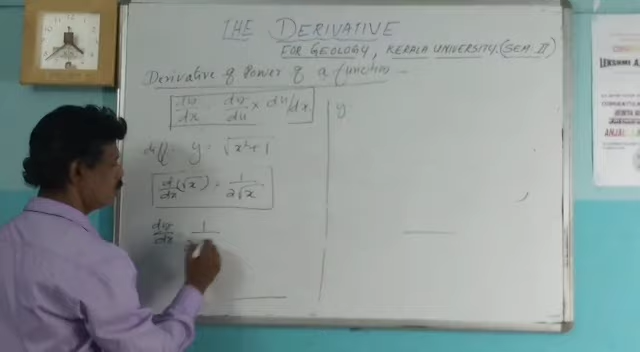 THE DERIVATIVE
FOR GEOLOGY, KERALA UNIVERSITY. (SEM II)
Derivative of Power of a function -
dy/dx = dy/du × du/dx
diff. y = √x²+1
d/dx (√x) = 1/2√x
dy/dx = 1/2
y